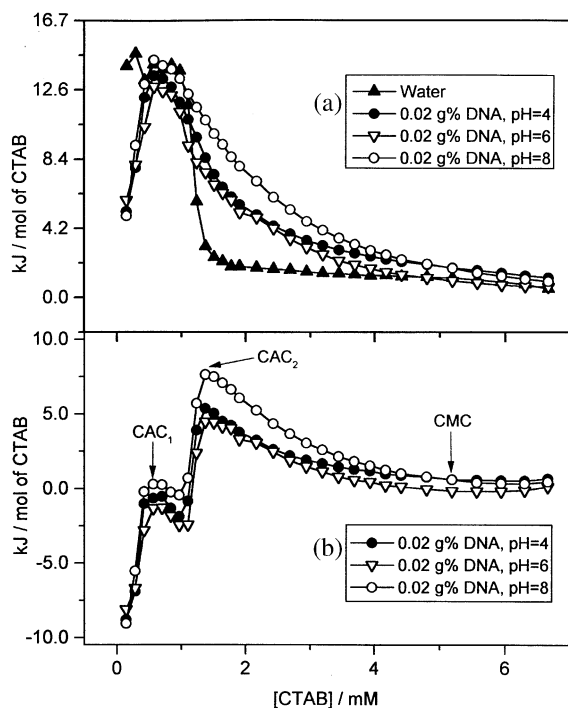 16.7
12.6
8.4
4.2
0.0
kJ / mol of CTAB
(a)
Water
0.02 g% DNA, pH=4
0.02 g% DNA, pH=6
0.02 g% DNA, pH=8
10.0
5.0
0.0
-5.0
-10.0
kJ / mol of CTAB
CAC₁
CAC₂
CMC
(b)
0.02 g% DNA, pH=4
0.02 g% DNA, pH=6
0.02 g% DNA, pH=8
0 2 4 6
[CTAB] / mM